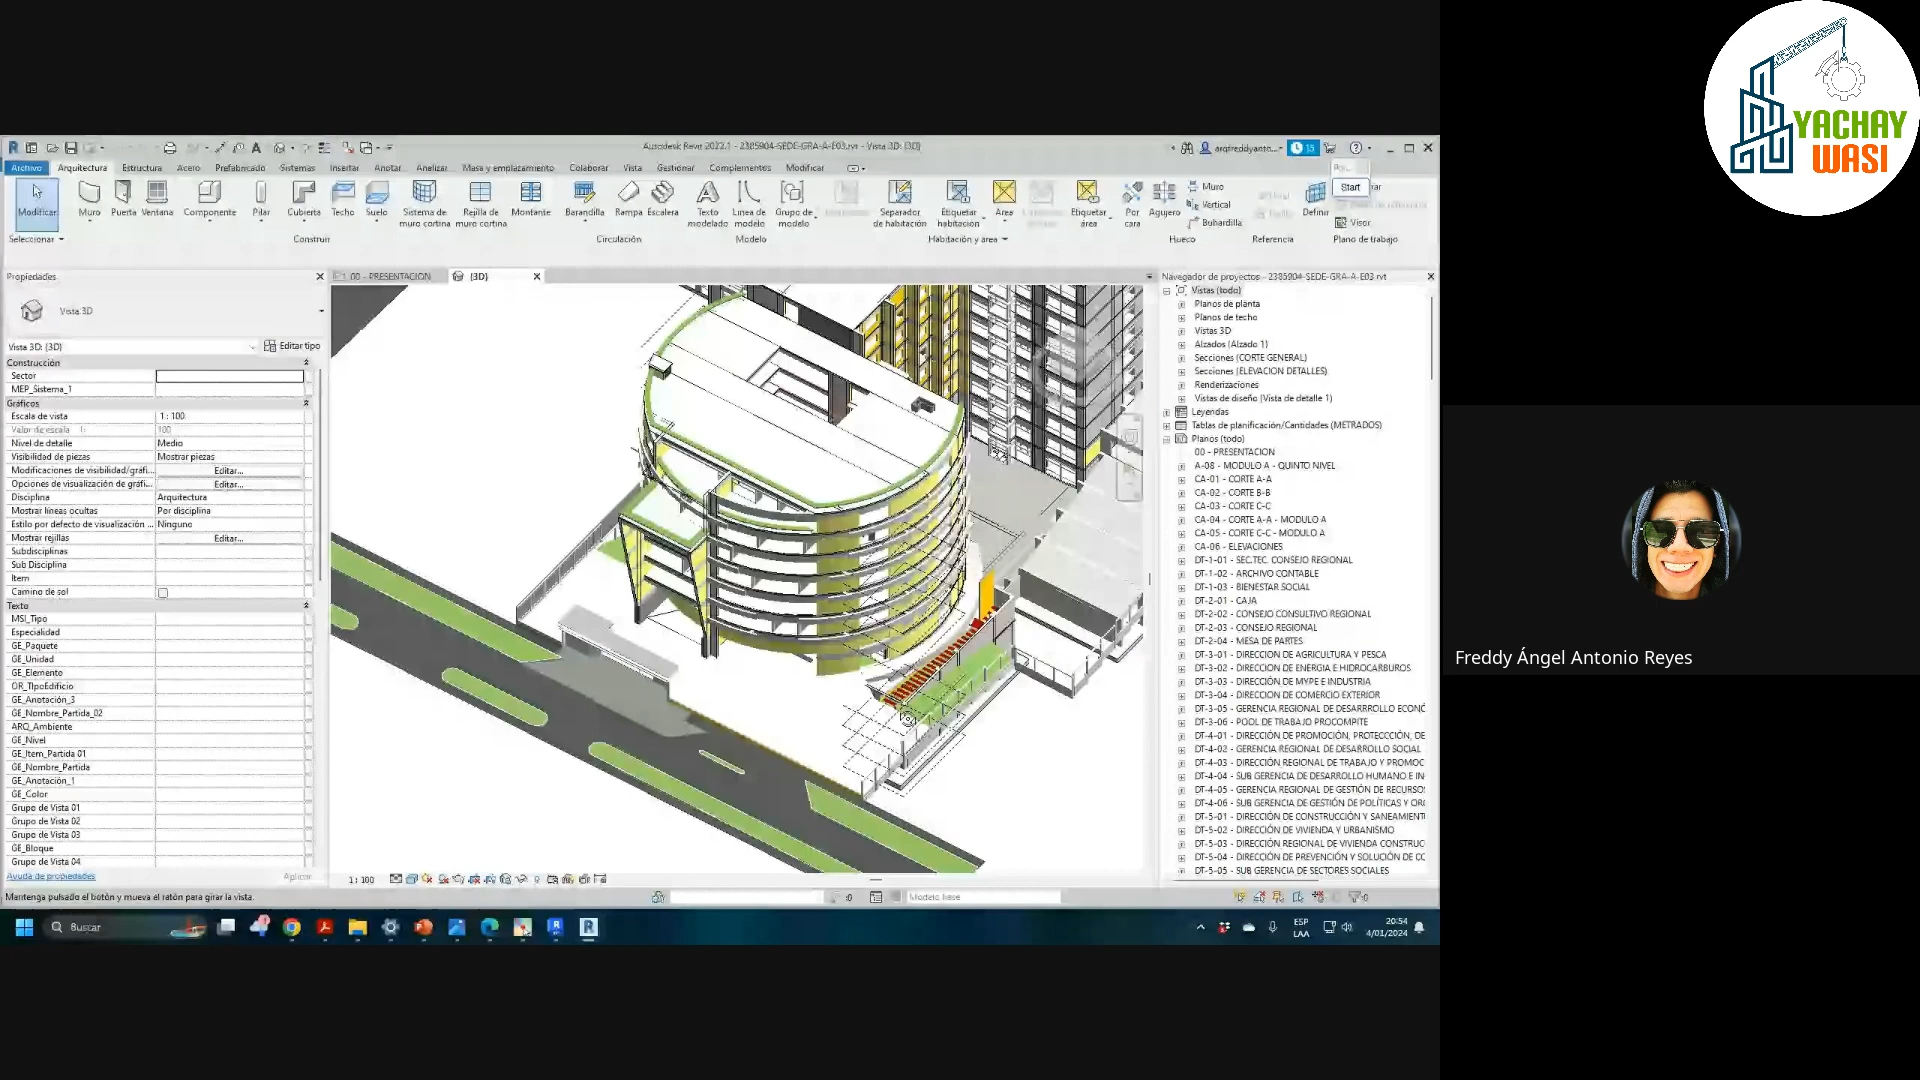 YACHAY
WASI
Autodesk Revit 2022.1 - 2385904-SEDE-GRA-A-E03.rvt - Vista 3D: {3D}
arqfreddyanto...
15
Archivo Arquitectura Estructura Acero Prefabricado Sistemas Insertar Anotar Analizar Masa y emplazamiento Colaborar Vista Gestionar Complementos Modificar
Start
Modificar Muro Puerta Ventana Componente Pilar Cubierta Techo Suelo Sistema de muro cortina Rejilla de muro cortina Montante Barandilla Rampa Escalera Texto modelado Línea de modelo Grupo de modelo Separador de habitación Etiquetar habitación Área Etiquetar área Por cara Agujero Muro Vertical Buhardilla Definir Visor
Seleccionar Construir Circulación Modelo Habitación y área Hueco Referencia Plano de trabajo
Propiedades
00 - PRESENTACION
{3D}
Navegador de proyectos - 2385904-SEDE-GRA-A-E03.rvt
Vista 3D
Vista 3D: {3D}
Editar tipo
Construcción
Sector
MEP_Sistema_1
Gráficos
Escala de vista 1 : 100
Valor de escala 1: 100
Nivel de detalle Medio
Visibilidad de piezas Mostrar piezas
Modificaciones de visibilidad/gráfi... Editar...
Opciones de visualización de gráfi... Editar...
Disciplina Arquitectura
Mostrar líneas ocultas Por disciplina
Estilo por defecto de visualización ... Ninguno
Mostrar rejillas Editar...
Subdisciplinas
Sub Disciplina
Item
Camino de sol
Texto
MSI_Tipo
Especialidad
GE_Paquete
GE_Unidad
GE_Elemento
OR_TipoEdificio
GE_Anotación_3
GE_Nombre_Partida_02
ARQ_Ambiente
GE_Nivel
GE_Item_Partida 01
GE_Nombre_Partida
GE_Anotación_1
GE_Color
Grupo de Vista 01
Grupo de Vista 02
Grupo de Vista 03
GE_Bloque
Grupo de Vista 04
Ayuda de propiedades
Aplicar
Vistas (todo)
Planos de planta
Planos de techo
Vistas 3D
Alzados (Alzado 1)
Secciones (CORTE GENERAL)
Secciones (ELEVACION DETALLES)
Renderizaciones
Vistas de diseño (Vista de detalle 1)
Leyendas
Tablas de planificación/Cantidades (METRADOS)
Planos (todo)
00 - PRESENTACION
A-08 - MODULO A - QUINTO NIVEL
CA-01 - CORTE A-A
CA-02 - CORTE B-B
CA-03 - CORTE C-C
CA-04 - CORTE A-A - MODULO A
CA-05 - CORTE C-C - MODULO A
CA-06 - ELEVACIONES
DT-1-01 - SEC.TEC. CONSEJO REGIONAL
DT-1-02 - ARCHIVO CONTABLE
DT-1-03 - BIENESTAR SOCIAL
DT-2-01 - CAJA
DT-2-02 - CONSEJO CONSULTIVO REGIONAL
DT-2-03 - CONSEJO REGIONAL
DT-2-04 - MESA DE PARTES
DT-3-01 - DIRECCION DE AGRICULTURA Y PESCA
DT-3-02 - DIRECCION DE ENERGIA E HIDROCARBUROS
DT-3-03 - DIRECCION DE MYPE E INDUSTRIA
DT-3-04 - DIRECCION DE COMERCIO EXTERIOR
DT-3-05 - GERENCIA REGIONAL DE DESARRROLLO ECONÓ
DT-3-06 - POOL DE TRABAJO PROCOMPITE
DT-4-01 - DIRECCIÓN DE PROMOCIÓN, PROTECCCIÓN, DE
DT-4-02 - GERENCIA REGIONAL DE DESARROLLO SOCIAL
DT-4-03 - DIRECCIÓN REGIONAL DE TRABAJO Y PROMOC
DT-4-04 - SUB GERENCIA DE DESARROLLO HUMANO E IN
DT-4-05 - GERENCIA REGIONAL DE GESTIÓN DE RECURSO
DT-4-06 - SUB GERENCIA DE GESTIÓN DE POLÍTICAS Y OR
DT-5-01 - DIRECCIÓN DE CONSTRUCCIÓN Y SANEAMIENT
DT-5-02 - DIRECCIÓN DE VIVIENDA Y URBANISMO
DT-5-03 - DIRECCIÓN REGIONAL DE VIVIENDA CONSTRUC
DT-5-04 - DIRECCIÓN DE PREVENCIÓN Y SOLUCIÓN DE CO
DT-5-05 - SUB GERENCIA DE SECTORES SOCIALES
1 : 100
Mantenga pulsado el botón y mueva el ratón para girar la vista.
:0
Modelo base
:0
Buscar
ESP
LAA
20:54
4/01/2024
Freddy Ángel Antonio Reyes